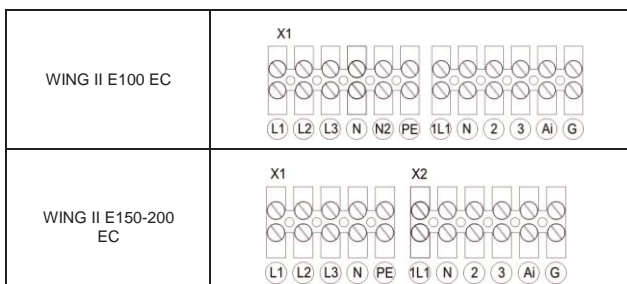 X1
WING II E100 EC
L1 L2 L3 N N2 PE 1L1 N 2 3 Ai G
X1 X2
WING II E150-200
EC
L1 L2 L3 N PE 1L1 N 2 3 Ai G